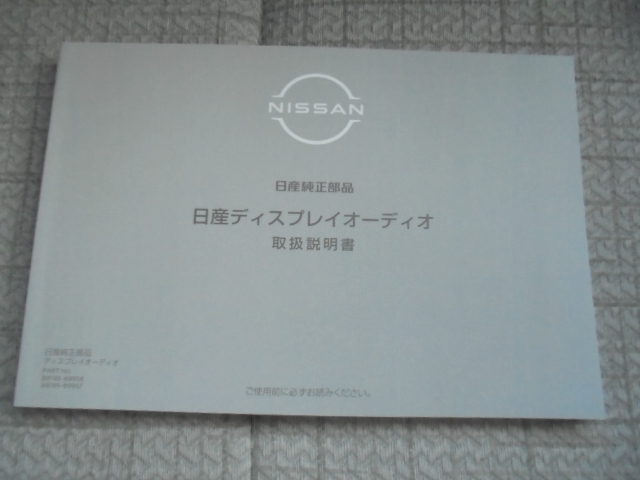 NISSAN
日産純正部品
日産ディスプレイオーディオ
取扱説明書
日産純正部品
ディスプレイオーディオ
ご使用前に必ずお読みください。